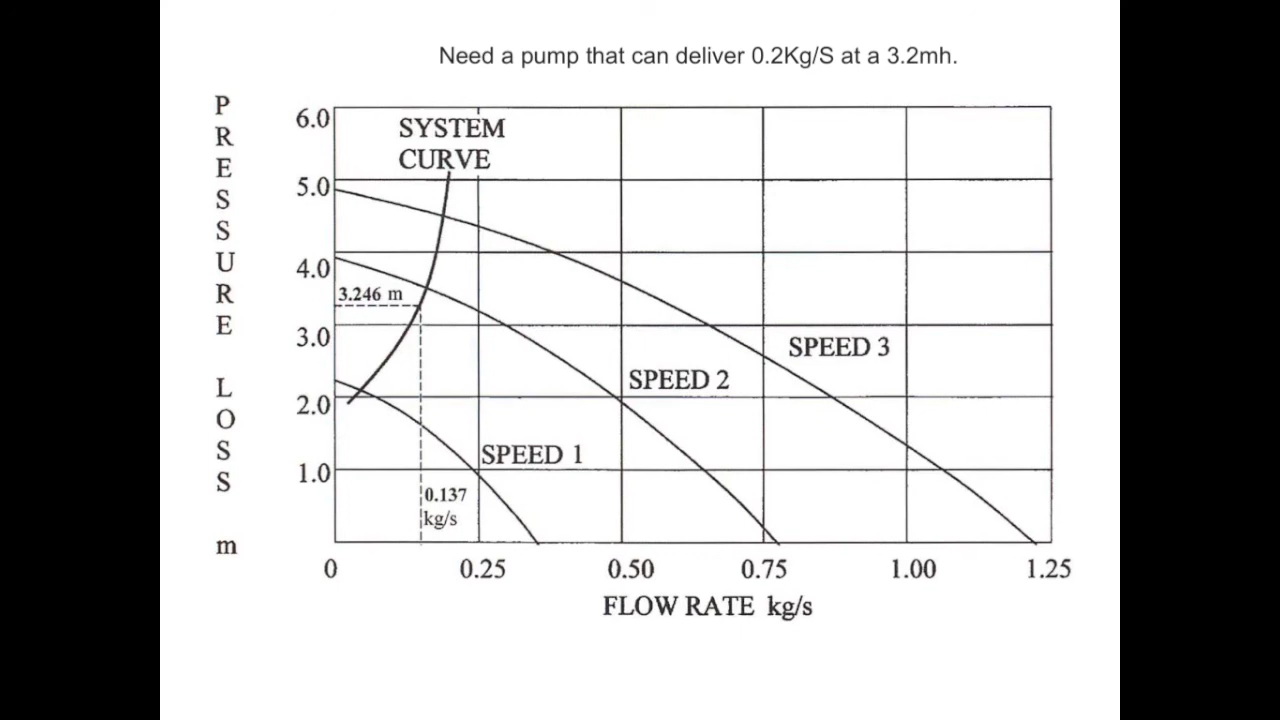 Need a pump that can deliver 0.2Kg/S at a 3.2mh.
PRESSURE LOSS m
6.0
5.0
4.0
3.0
2.0
1.0
SYSTEM
CURVE
3.246 m
SPEED 3
SPEED 2
SPEED 1
0.137
kg/s
0 0.25 0.50 0.75 1.00 1.25
FLOW RATE kg/s